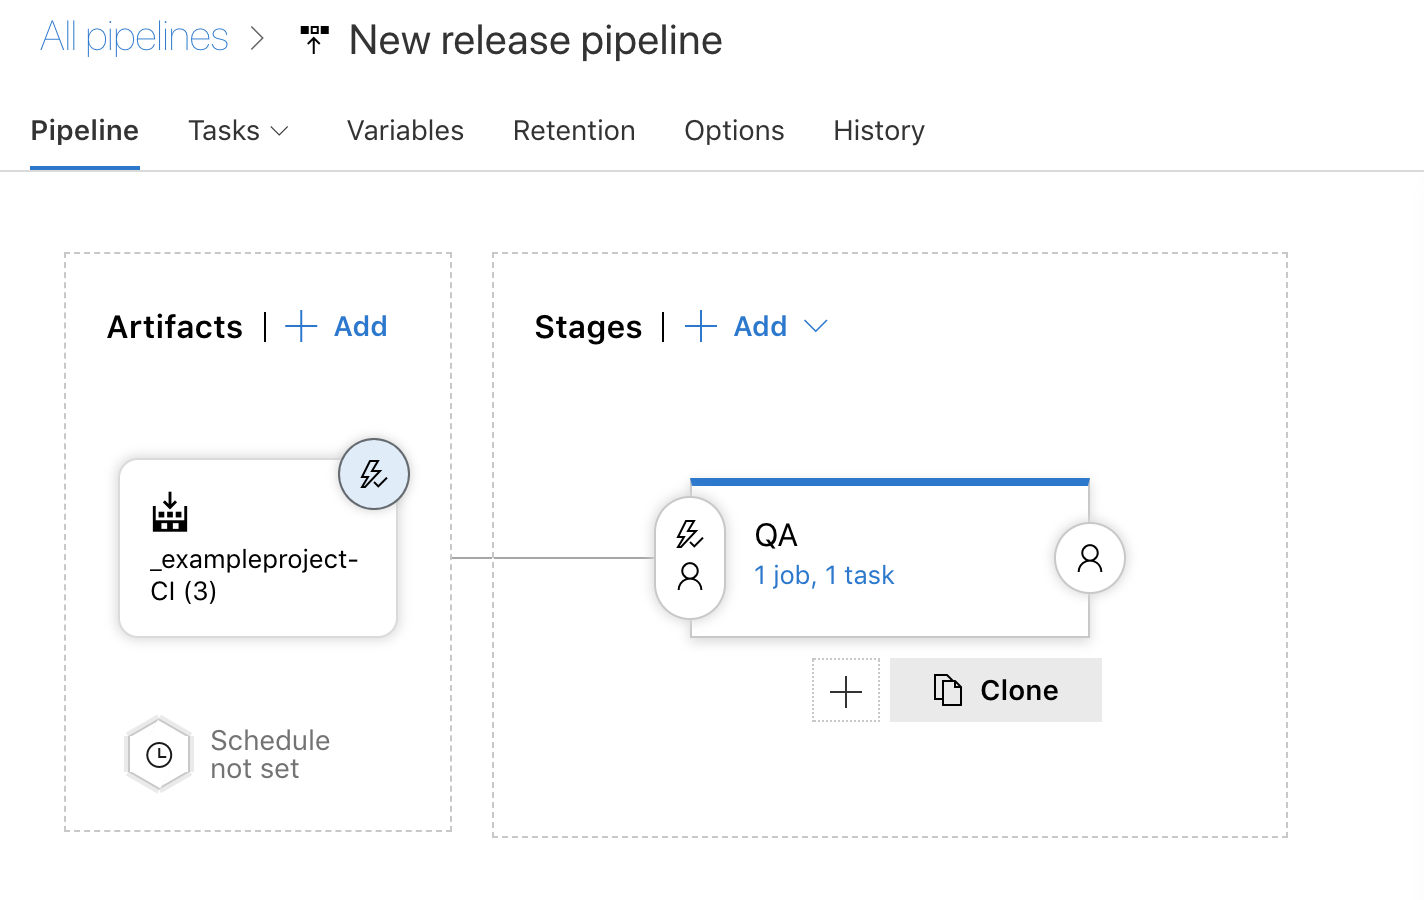 All pipelines > New release pipeline
Pipeline Tasks Variables Retention Options History
Artifacts | + Add
Stages | + Add
_exampleproject-
CI (3)
QA
1 job, 1 task
Clone
Schedule
not set